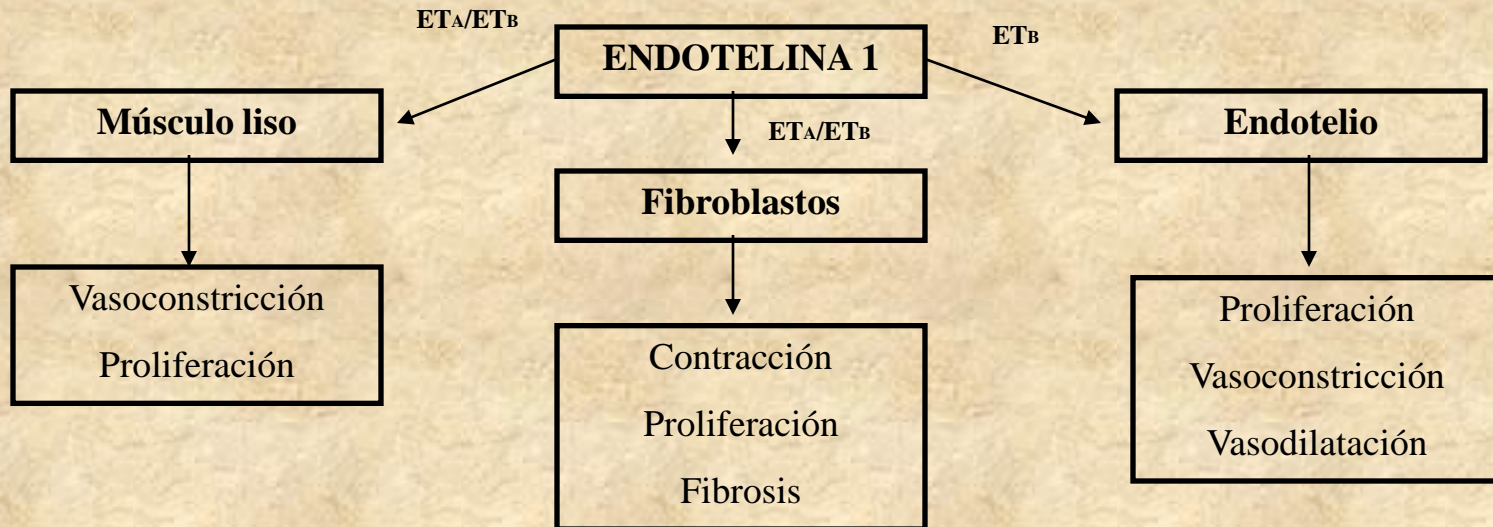 ETA/ETB
ENDOTELINA 1
ETB
Músculo liso
ETA/ETB
Endotelio
Fibroblastos
Vasoconstricción
Proliferación
Contracción
Proliferación
Fibrosis
Proliferación
Vasoconstricción
Vasodilatación